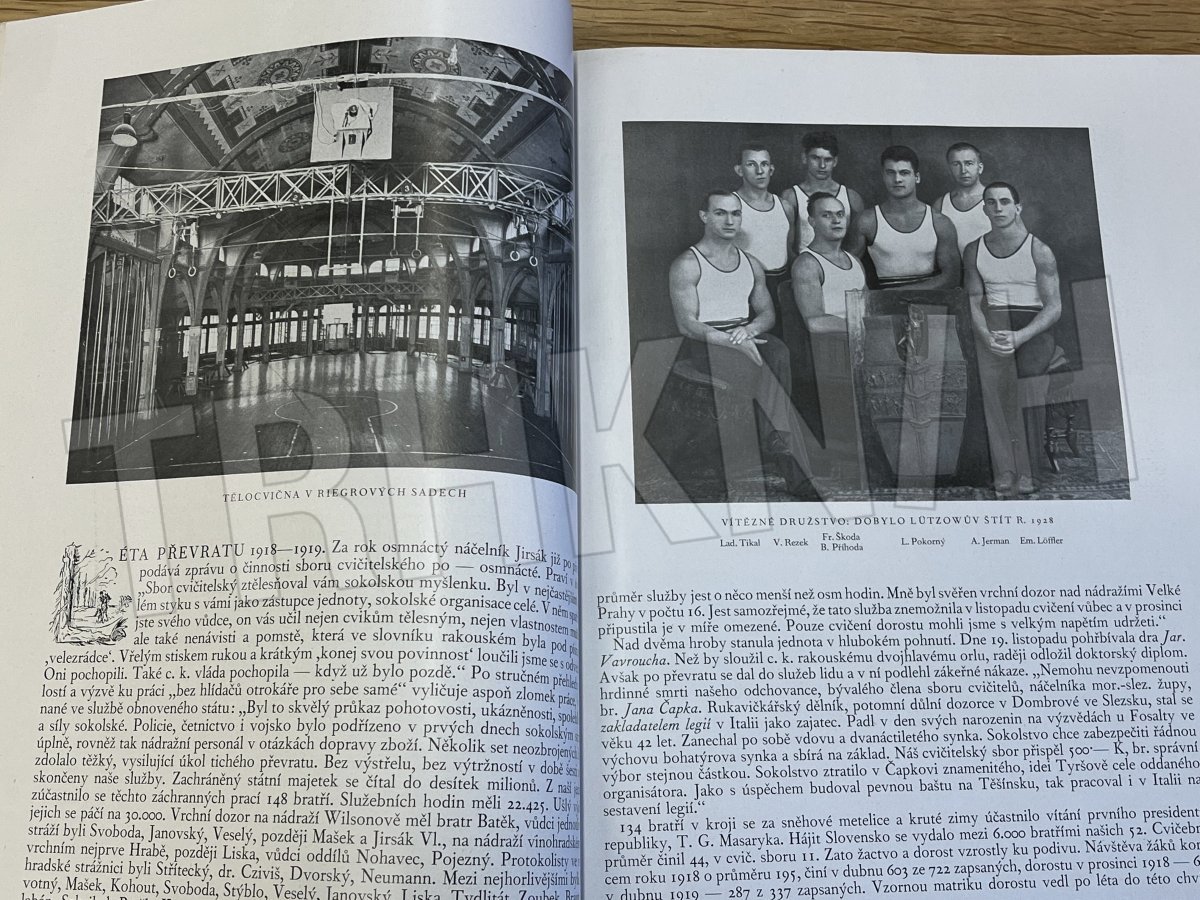 TĚLOCVIČNA V RIEGROVÝCH SADECH
ÉTA PŘEVRATU 1918—1919. Za rok osmnáctý náčelník Jirsák již po
podává zprávu o činnosti sboru cvičitelského po — osmnácté. Praví v
„Sbor cvičitelský ztělesňoval vám sokolskou myšlenku. Byl v nejčastěj
lém styku s vámi jako zástupce jednoty, sokolské organisace celé. V něm
jste svého vůdce, on vás učil nejen cvikům tělesným, nejen vlastnostem
ale také nenávisti a pomstě, která ve slovníku rakouském byla pod
‚velezrádce‘. Vřelým stiskem rukou a krátkým ‚konej svou povinnost‘ loučili jsme se s
Oni pochopili. Také c. k. vláda pochopila — když už bylo pozdě.“ Po stručném
lostí a výzvě ku práci „bez hlídačů otrokáře pro sebe samé“ vyličuje aspoň zlomek práce,
nané ve službě obnoveného státu: „Byl to skvělý průkaz pohotovosti, ukázněnosti,
a síly sokolské. Policie, četnictvo i vojsko bylo podřízeno v prvých dnech sokolským
úplně, rovněž tak nádražní personál v otázkách dopravy zboží. Několik set neozbrojených
zdolalo těžký, vysilující úkol tichého převratu. Bez výstřelu, bez výtržností v době
skončeny naše služby. Zachráněný státní majetek se čítal do desítek milionů. Z naší
zúčastnilo se těchto záchranných prací 148 bratří. Služebních hodin měli 22.425. Ušlý
jejich se páčí na 30.000. Vrchní dozor na nádraží Wilsonově měl bratr Batěk, vůdci
stráží byli Svoboda, Janovský, Veselý, později Mašek a Jirsák Vl., na nádraží vinohradském
vrchním nejprve Hrabě, později Liska, vůdci oddílů Nohavec, Pojezný. Protokolisty ve
hradské strážnici byli Střítecký, dr. Cziviš, Dvorský, Neumann. Mezi nejhorlivějšími
votný, Mašek, Kohout, Svoboda, Stýblo, Veselý, Janovský, Liska, Tydlitát, Zoubek,
VÍTĚZNÉ DRUŽSTVO: DOBYLO LÜTZOWŮV ŠTÍT R. 1928
Lad. Tikal V. Rezek Fr. Škoda B. Příhoda L. Pokorný A. Jerman Em. Löffler
průměr služby jest o něco menší než osm hodin. Mně byl svěřen vrchní dozor nad nádražími Velké
Prahy v počtu 16. Jest samozřejmé, že tato služba znemožnila v listopadu cvičení vůbec a v prosinci
připustila je v míře omezené. Pouze cvičení dorostu mohli jsme s velkým napětím udržeti.“
Nad dvěma hroby stanula jednota v hlubokém pohnutí. Dne 19. listopadu pohřbívala dra Jar.
Vavroucha. Než by sloužil c. k. rakouskému dvojhlavému orlu, raději odložil doktorský diplom.
Avšak po převratu se dal do služeb lidu a v ní podlehl zákeřné nákaze. „Nemohu nevzpomenouti
hrdinné smrti našeho odchovance, bývalého člena sboru cvičitelů, náčelníka mor.-slez. župy,
br. Jana Čapka. Rukavičkářský dělník, potomní důlní dozorce v Dombrové ve Slezsku, stal se
zakladatelem legií v Italii jako zajatec. Padl v den svých narozenin na výzvědách u Fosalty ve
věku 42 let. Zanechal po sobě vdovu a dvanáctiletého synka. Sokolstvo chce zabezpečiti řádnou
výchovu bohatýrova synka a sbírá na základ. Náš cvičitelský sbor přispěl 500·— K, br. správní
výbor stejnou částkou. Sokolstvo ztratilo v Čapkovi znamenitého, idei Tyršově cele oddaného
organisátora. Jako s úspěchem budoval pevnou baštu na Těšínsku, tak pracoval i v Italii na
sestavení legií.“
134 bratří v kroji se za sněhové metelice a kruté zimy účastnilo vítání prvního president
republiky, T. G. Masaryka. Hájit Slovensko se vydalo mezi 6.000 bratřími našich 52. Cvičebn
průměr činil 44, v cvič. sboru 11. Zato žactvo a dorost vzrostly ku podivu. Návštěva žáků kon
cem roku 1918 o průměru 195, činí v dubnu 603 ze 722 zapsaných, dorostu v prosinci 1918 —
v dubnu 1919 — 287 z 337 zapsaných. Vzornou matriku dorostu vedl po léta do této chv
TRHKNIH